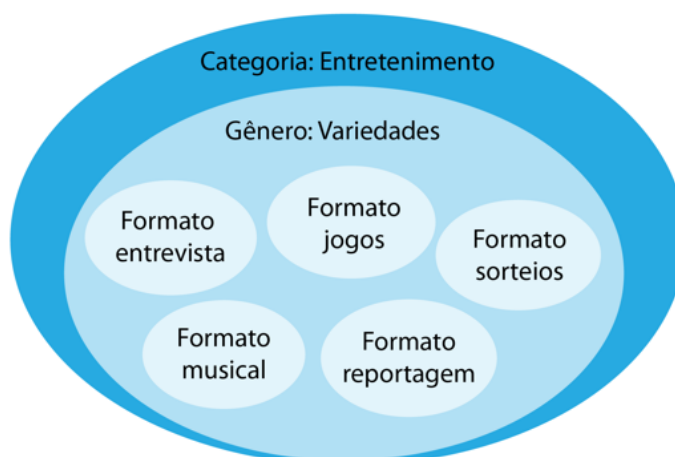 Categoria: Entretenimento
Gênero: Variedades
Formato
entrevista
Formato
jogos
Formato
sorteios
Formato
musical
Formato
reportagem